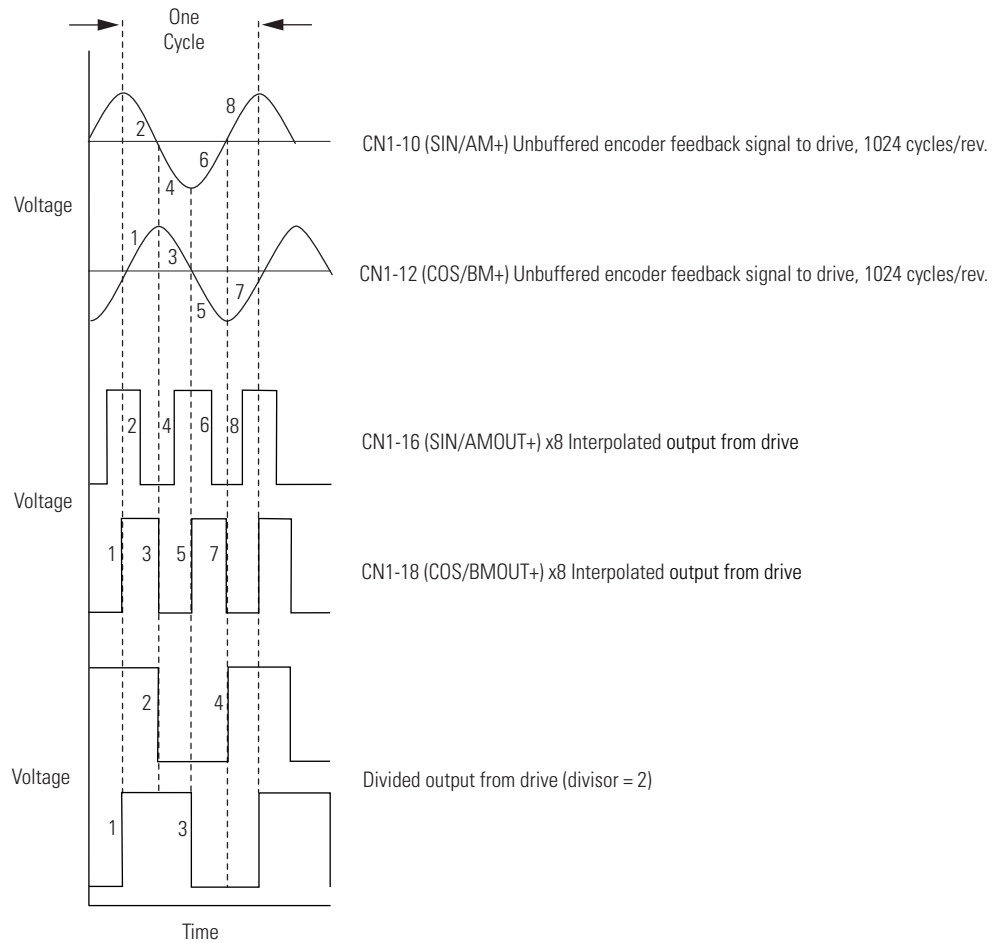 One
Cycle
8
2
CN1-10 (SIN/AM+) Unbuffered encoder feedback signal to drive, 1024 cycles/rev.
6
4
Voltage
1
3
CN1-12 (COS/BM+) Unbuffered encoder feedback signal to drive, 1024 cycles/rev.
7
5
2 4 6 8
CN1-16 (SIN/AMOUT+) x8 Interpolated output from drive
Voltage
1 3 5 7
CN1-18 (COS/BMOUT+) x8 Interpolated output from drive
2 4
Voltage
Divided output from drive (divisor = 2)
1 3
Time